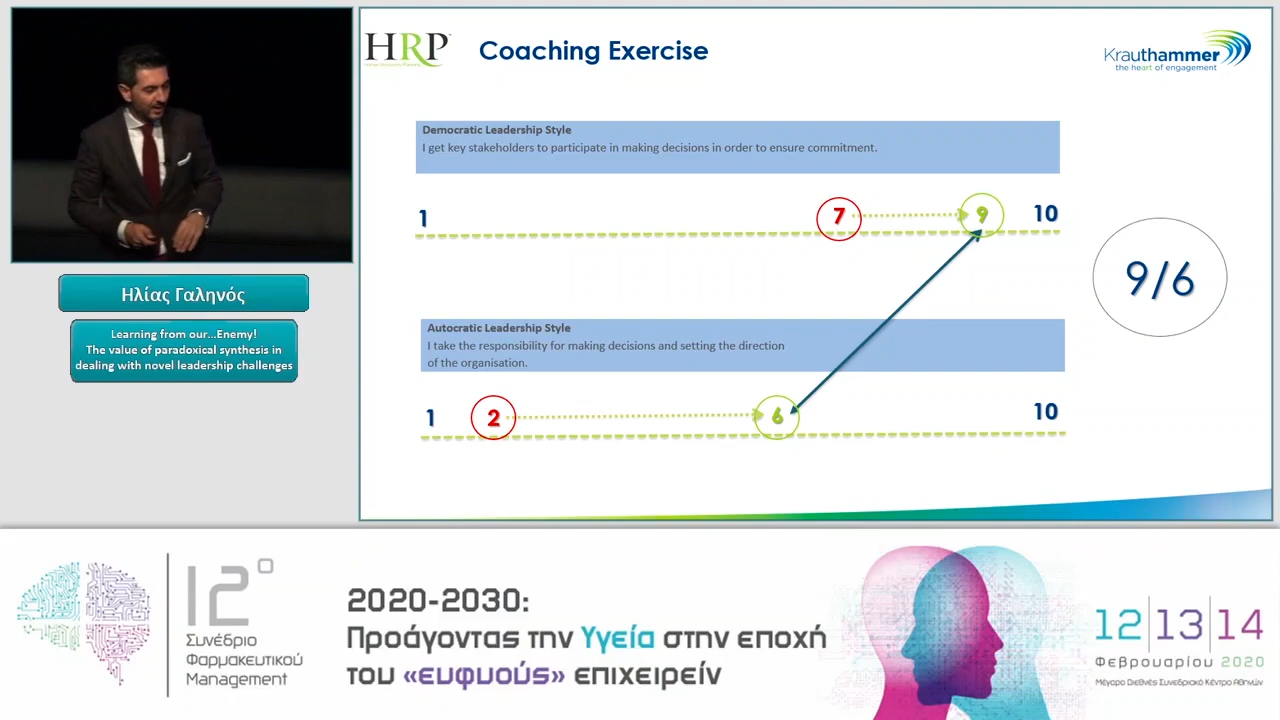 HRP
Coaching Exercise
Krauthammer
the heart of engagement
Democratic Leadership Style
I get key stakeholders to participate in making decisions in order to ensure commitment.
1
7
9
10
9/6
Autocratic Leadership Style
I take the responsibility for making decisions and setting the direction
of the organisation.
1
2
6
10
Ηλίας Γαληνός
Learning from our...Enemy!
The value of paradoxical synthesis in
dealing with novel leadership challenges
12°
Συνέδριο
Φαρμακευτικού
Management
2020-2030:
Προάγοντας την Υγεία στην εποχή
του «ευφυούς» επιχειρείν
12 13 14
Φεβρουαρίου 2020
Μέγαρο Διεθνές Συνεδριακό Κέντρο Αθηνών